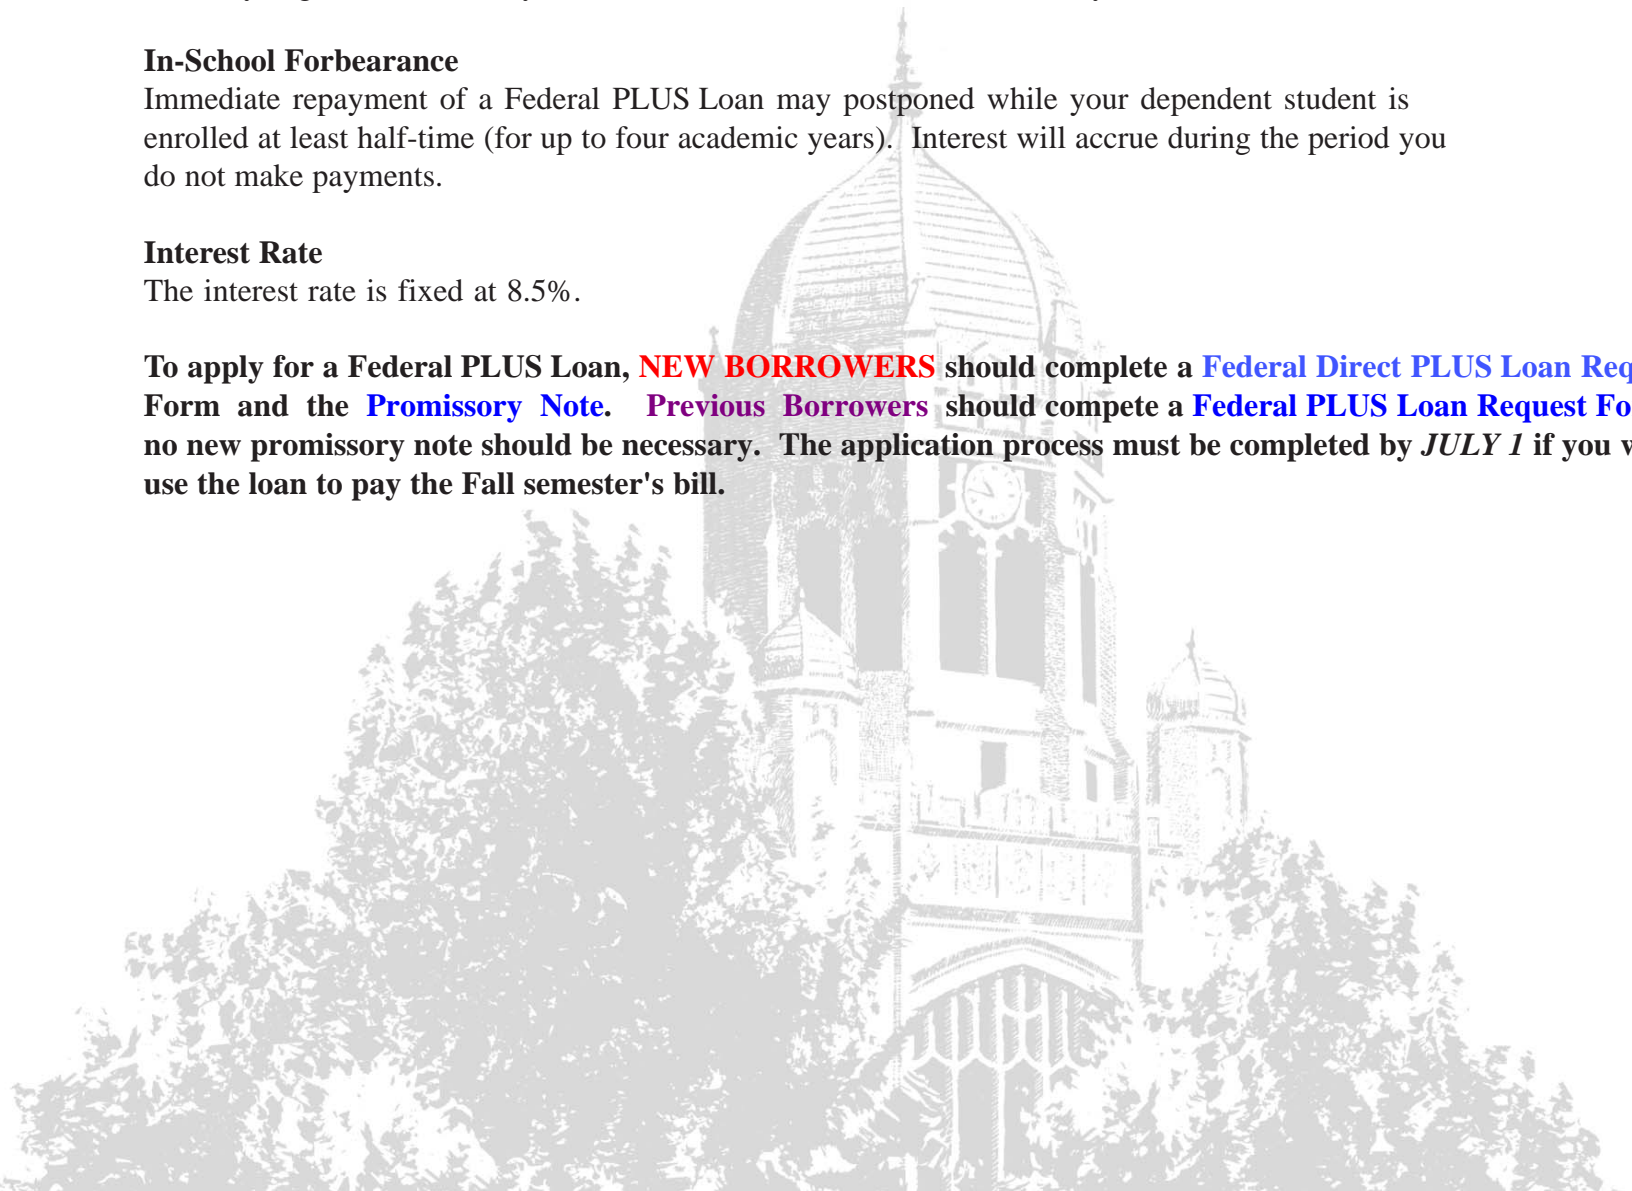 In-School Forbearance
Immediate repayment of a Federal PLUS Loan may postponed while your dependent student is
enrolled at least half-time (for up to four academic years).  Interest will accrue during the period you
do not make payments.
Interest Rate
The interest rate is fixed at 8.5%.
To apply for a Federal PLUS Loan, NEW BORROWERS should complete a Federal Direct PLUS Loan
Form and the Promissory Note.  Previous Borrowers should compete a Federal PLUS Loan Request
no new promissory note should be necessary.  The application process must be completed by JULY 1 if you
use the loan to pay the Fall semester's bill.